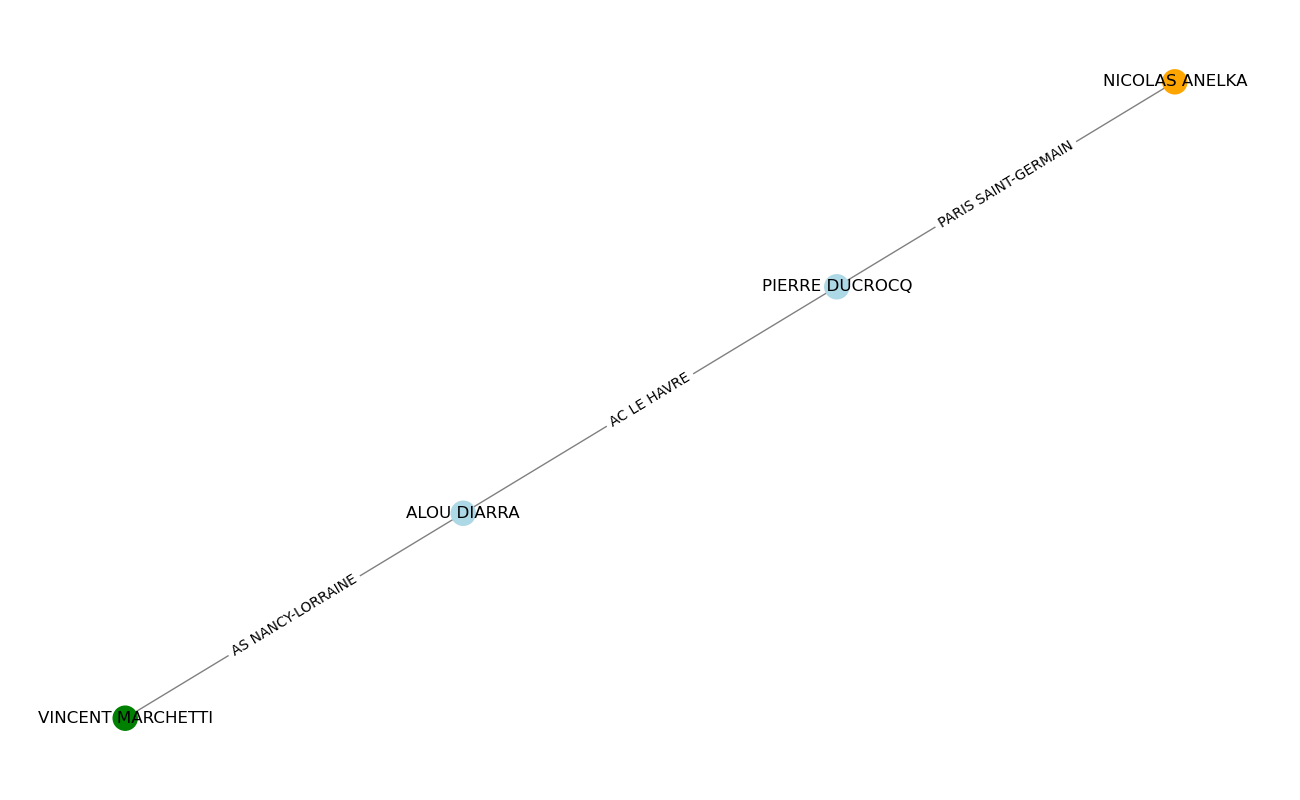 NICOLAS ANELKA
PARIS SAINT-GERMAIN
PIERRE DUCROCQ
AC LE HAVRE
ALOU DIARRA
AS NANCY-LORRAINE
VINCENT MARCHETTI